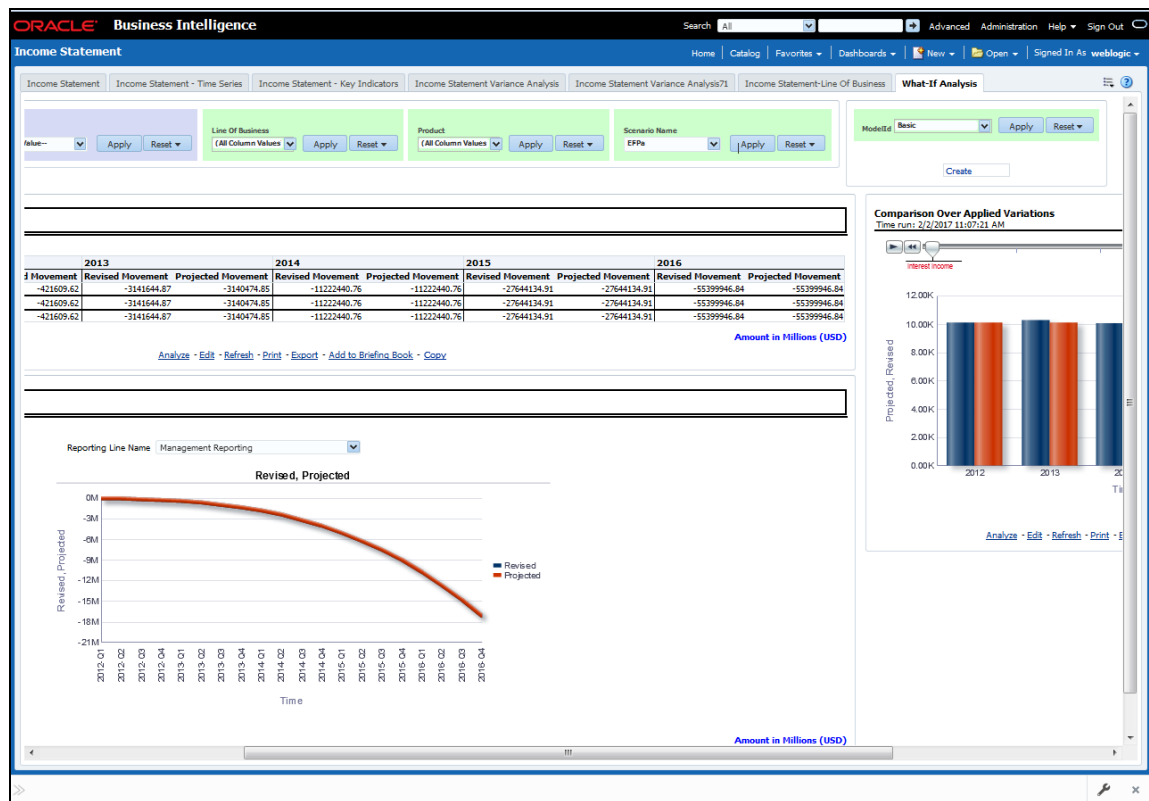 ORACLE Business Intelligence Search All Advanced Administration Help Sign Out
Income Statement Home Catalog Favorites Dashboards New Open Signed In As weblogic
Income Statement Income Statement - Time Series Income Statement - Key Indicators Income Statement Variance Analysis Income Statement Variance Analysis71 Income Statement-Line Of Business What-If Analysis
Value-- Apply Reset
Line Of Business
(All Column Values Apply Reset
Product
(All Column Values Apply Reset
Scenario Name
EFPa Apply Reset
ModelId Basic Apply Reset
Create
2013 2014 2015 2016
d Movement Revised Movement Projected Movement Revised Movement Projected Movement Revised Movement Projected Movement Revised Movement Projected Movement
-421609.62 -3141644.87 -3140474.85 -11222440.76 -11222440.76 -27644134.91 -27644134.91 -55399946.84 -55399946.84
-421609.62 -3141644.87 -3140474.85 -11222440.76 -11222440.76 -27644134.91 -27644134.91 -55399946.84 -55399946.84
-421609.62 -3141644.87 -3140474.85 -11222440.76 -11222440.76 -27644134.91 -27644134.91 -55399946.84 -55399946.84
Amount in Millions (USD)
Analyze - Edit - Refresh - Print - Export - Add to Briefing Book - Copy
Reporting Line Name Management Reporting
Revised, Projected
Revised, Projected
0M
-3M
-6M
-9M
-12M
-15M
-18M
-21M
2012-Q1 2012-Q2 2012-Q3 2012-Q4 2013-Q1 2013-Q2 2013-Q3 2013-Q4 2014-Q1 2014-Q2 2014-Q3 2014-Q4 2015-Q1 2015-Q2 2015-Q3 2015-Q4 2016-Q1 2016-Q2 2016-Q3 2016-Q4
Time
Revised
Projected
Amount in Millions (USD)
Comparison Over Applied Variations
Time run: 2/2/2017 11:07:21 AM
Interest Income
Projected, Revised
12.00K
10.00K
8.00K
6.00K
4.00K
2.00K
0.00K
2012 2013 20
Ti
Analyze - Edit - Refresh - Print - E